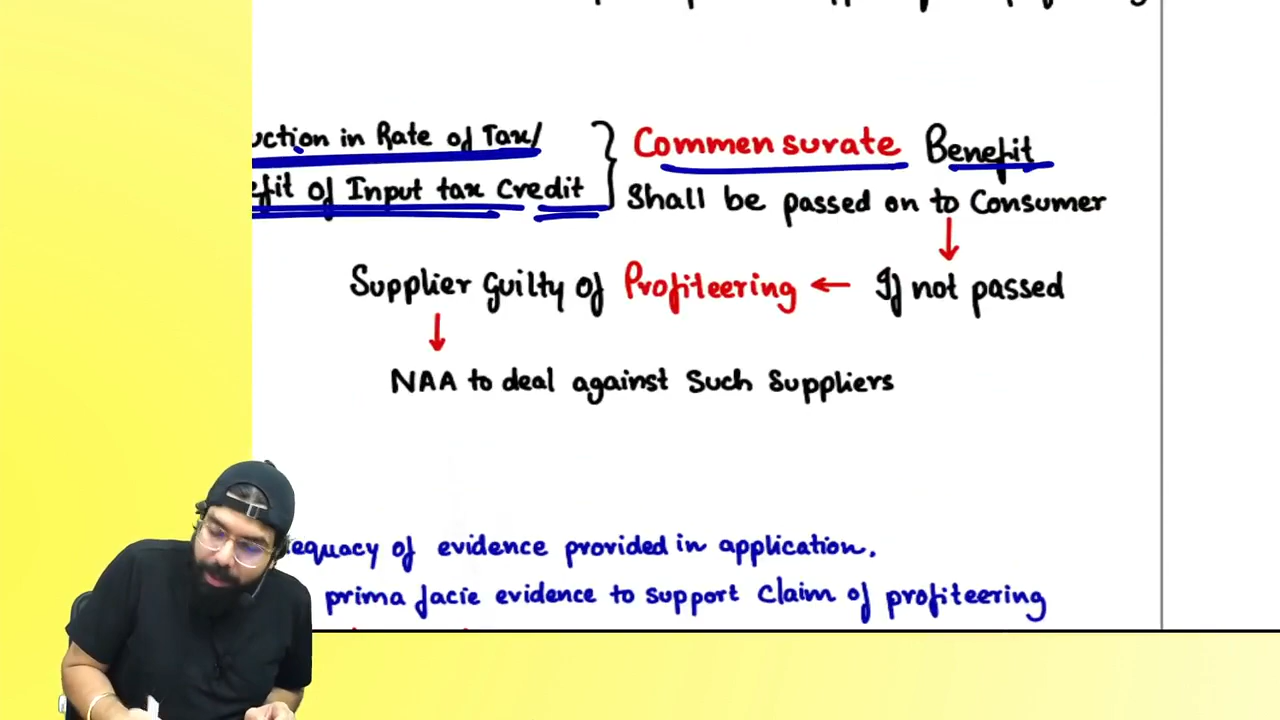 uction in Rate of Tax/ } Commensurate Benefit
efit of Input tax Credit Shall be passed on to Consumer
Supplier Guilty of Profiteering ← If not passed
NAA to deal against Such Suppliers
equacy of evidence provided in application.
prima facie evidence to support Claim of profiteering